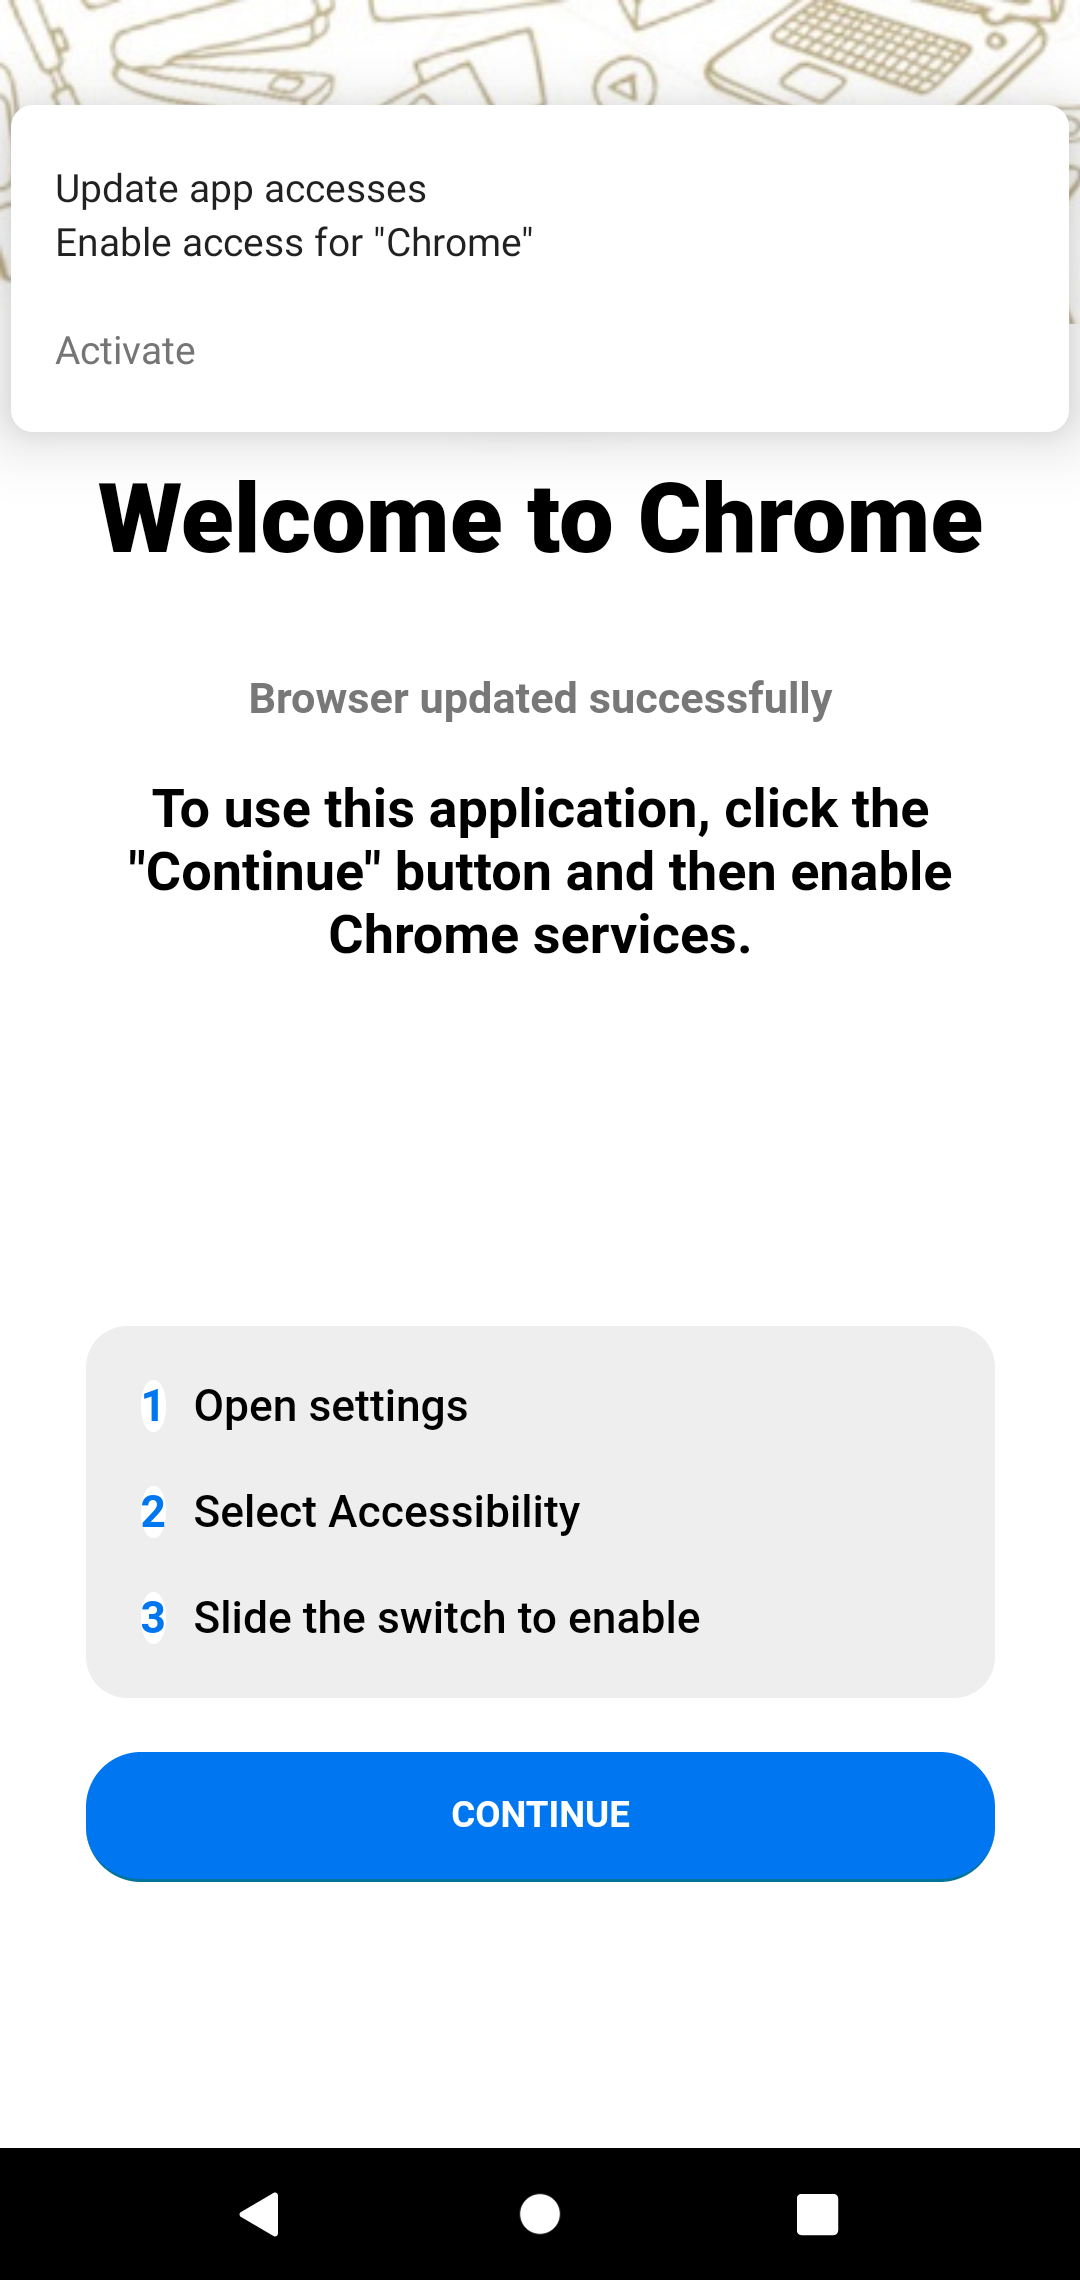 Update app accesses
Enable access for "Chrome"
Activate
Welcome to Chrome
Browser updated successfully
To use this application, click the
"Continue" button and then enable
Chrome services.
1 Open settings
2 Select Accessibility
3 Slide the switch to enable
CONTINUE